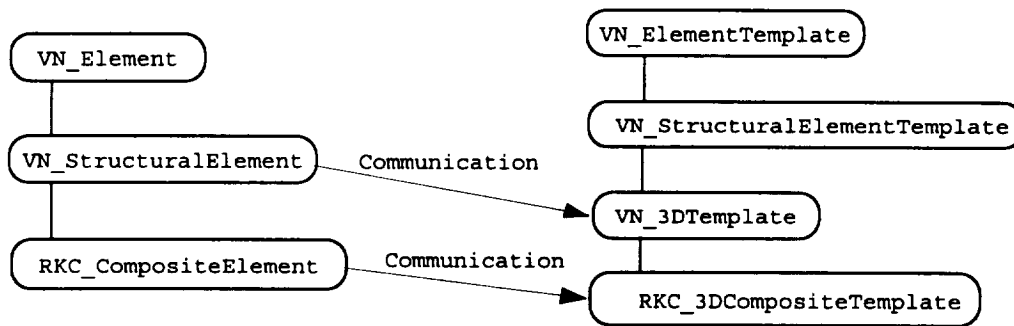 VN_ElementTemplate
VN_Element
VN_StructuralElementTemplate
VN_StructuralElement
Communication
VN_3DTemplate
RKC_CompositeElement
Communication
RKC_3DCompositeTemplate